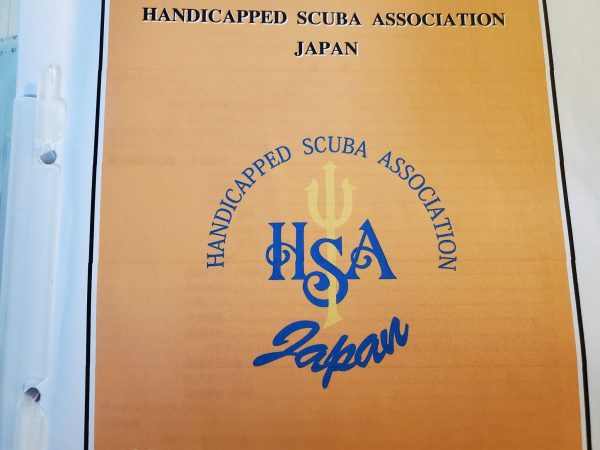 HANDICAPPED SCUBA ASSOCIATION
JAPAN
HANDICAPPED SCUBA ASSOCIATION
HSA
Japan